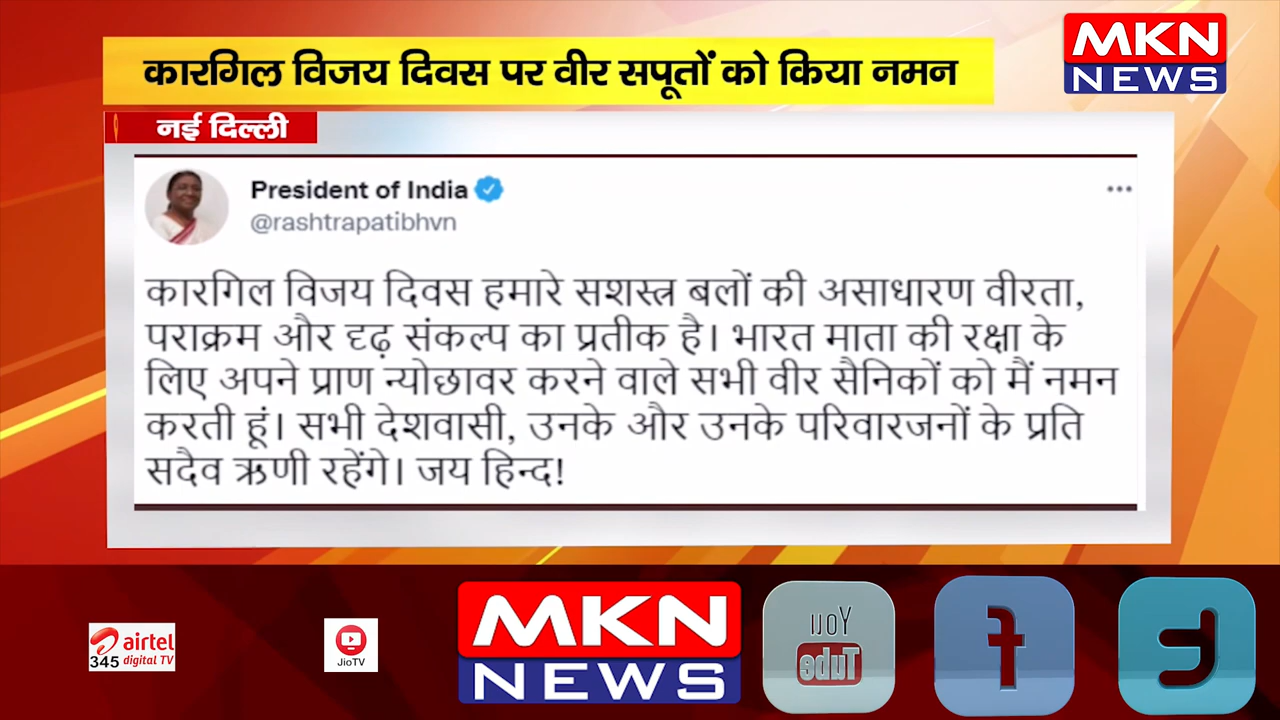 कारगिल विजय दिवस पर वीर सपूतों को किया नमन
MKN
NEWS
नई दिल्ली
President of India
@rashtrapatibhvn
कारगिल विजय दिवस हमारे सशस्त्र बलों की असाधारण वीरता,
पराक्रम और दृढ़ संकल्प का प्रतीक है। भारत माता की रक्षा के
लिए अपने प्राण न्योछावर करने वाले सभी वीर सैनिकों को मैं नमन
करती हूं। सभी देशवासी, उनके और उनके परिवारजनों के प्रति
सदैव ऋणी रहेंगे। जय हिन्द!
airtel
345 digital TV
JioTV
MKN
NEWS
You
Tube